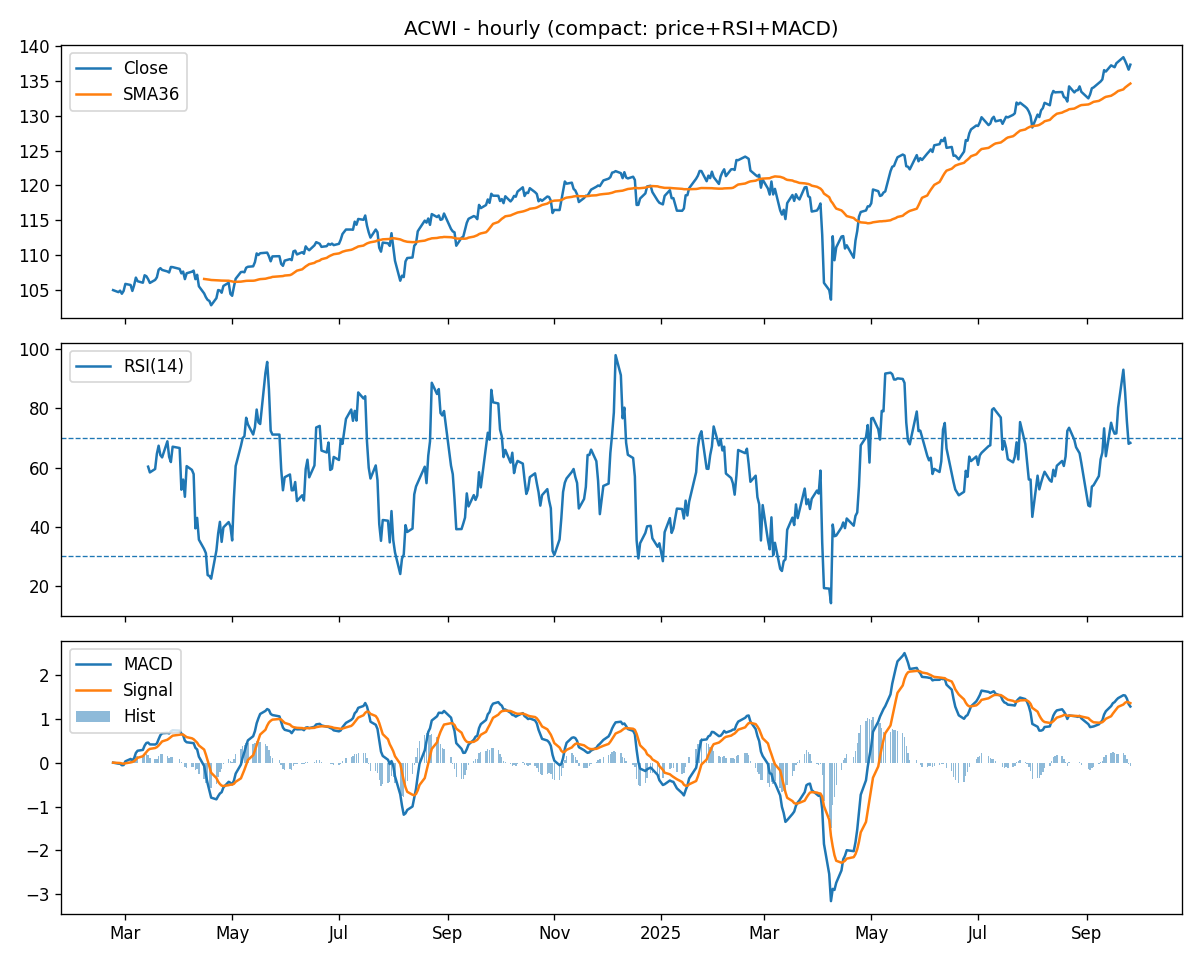 ACWI - hourly (compact: price+RSI+MACD)
140
135
130
125
120
115
110
105
Close
SMA36
100
80
60
40
20
RSI(14)
2
1
0
−1
−2
−3
MACD
Signal
Hist
Mar May Jul Sep Nov 2025 Mar May Jul Sep